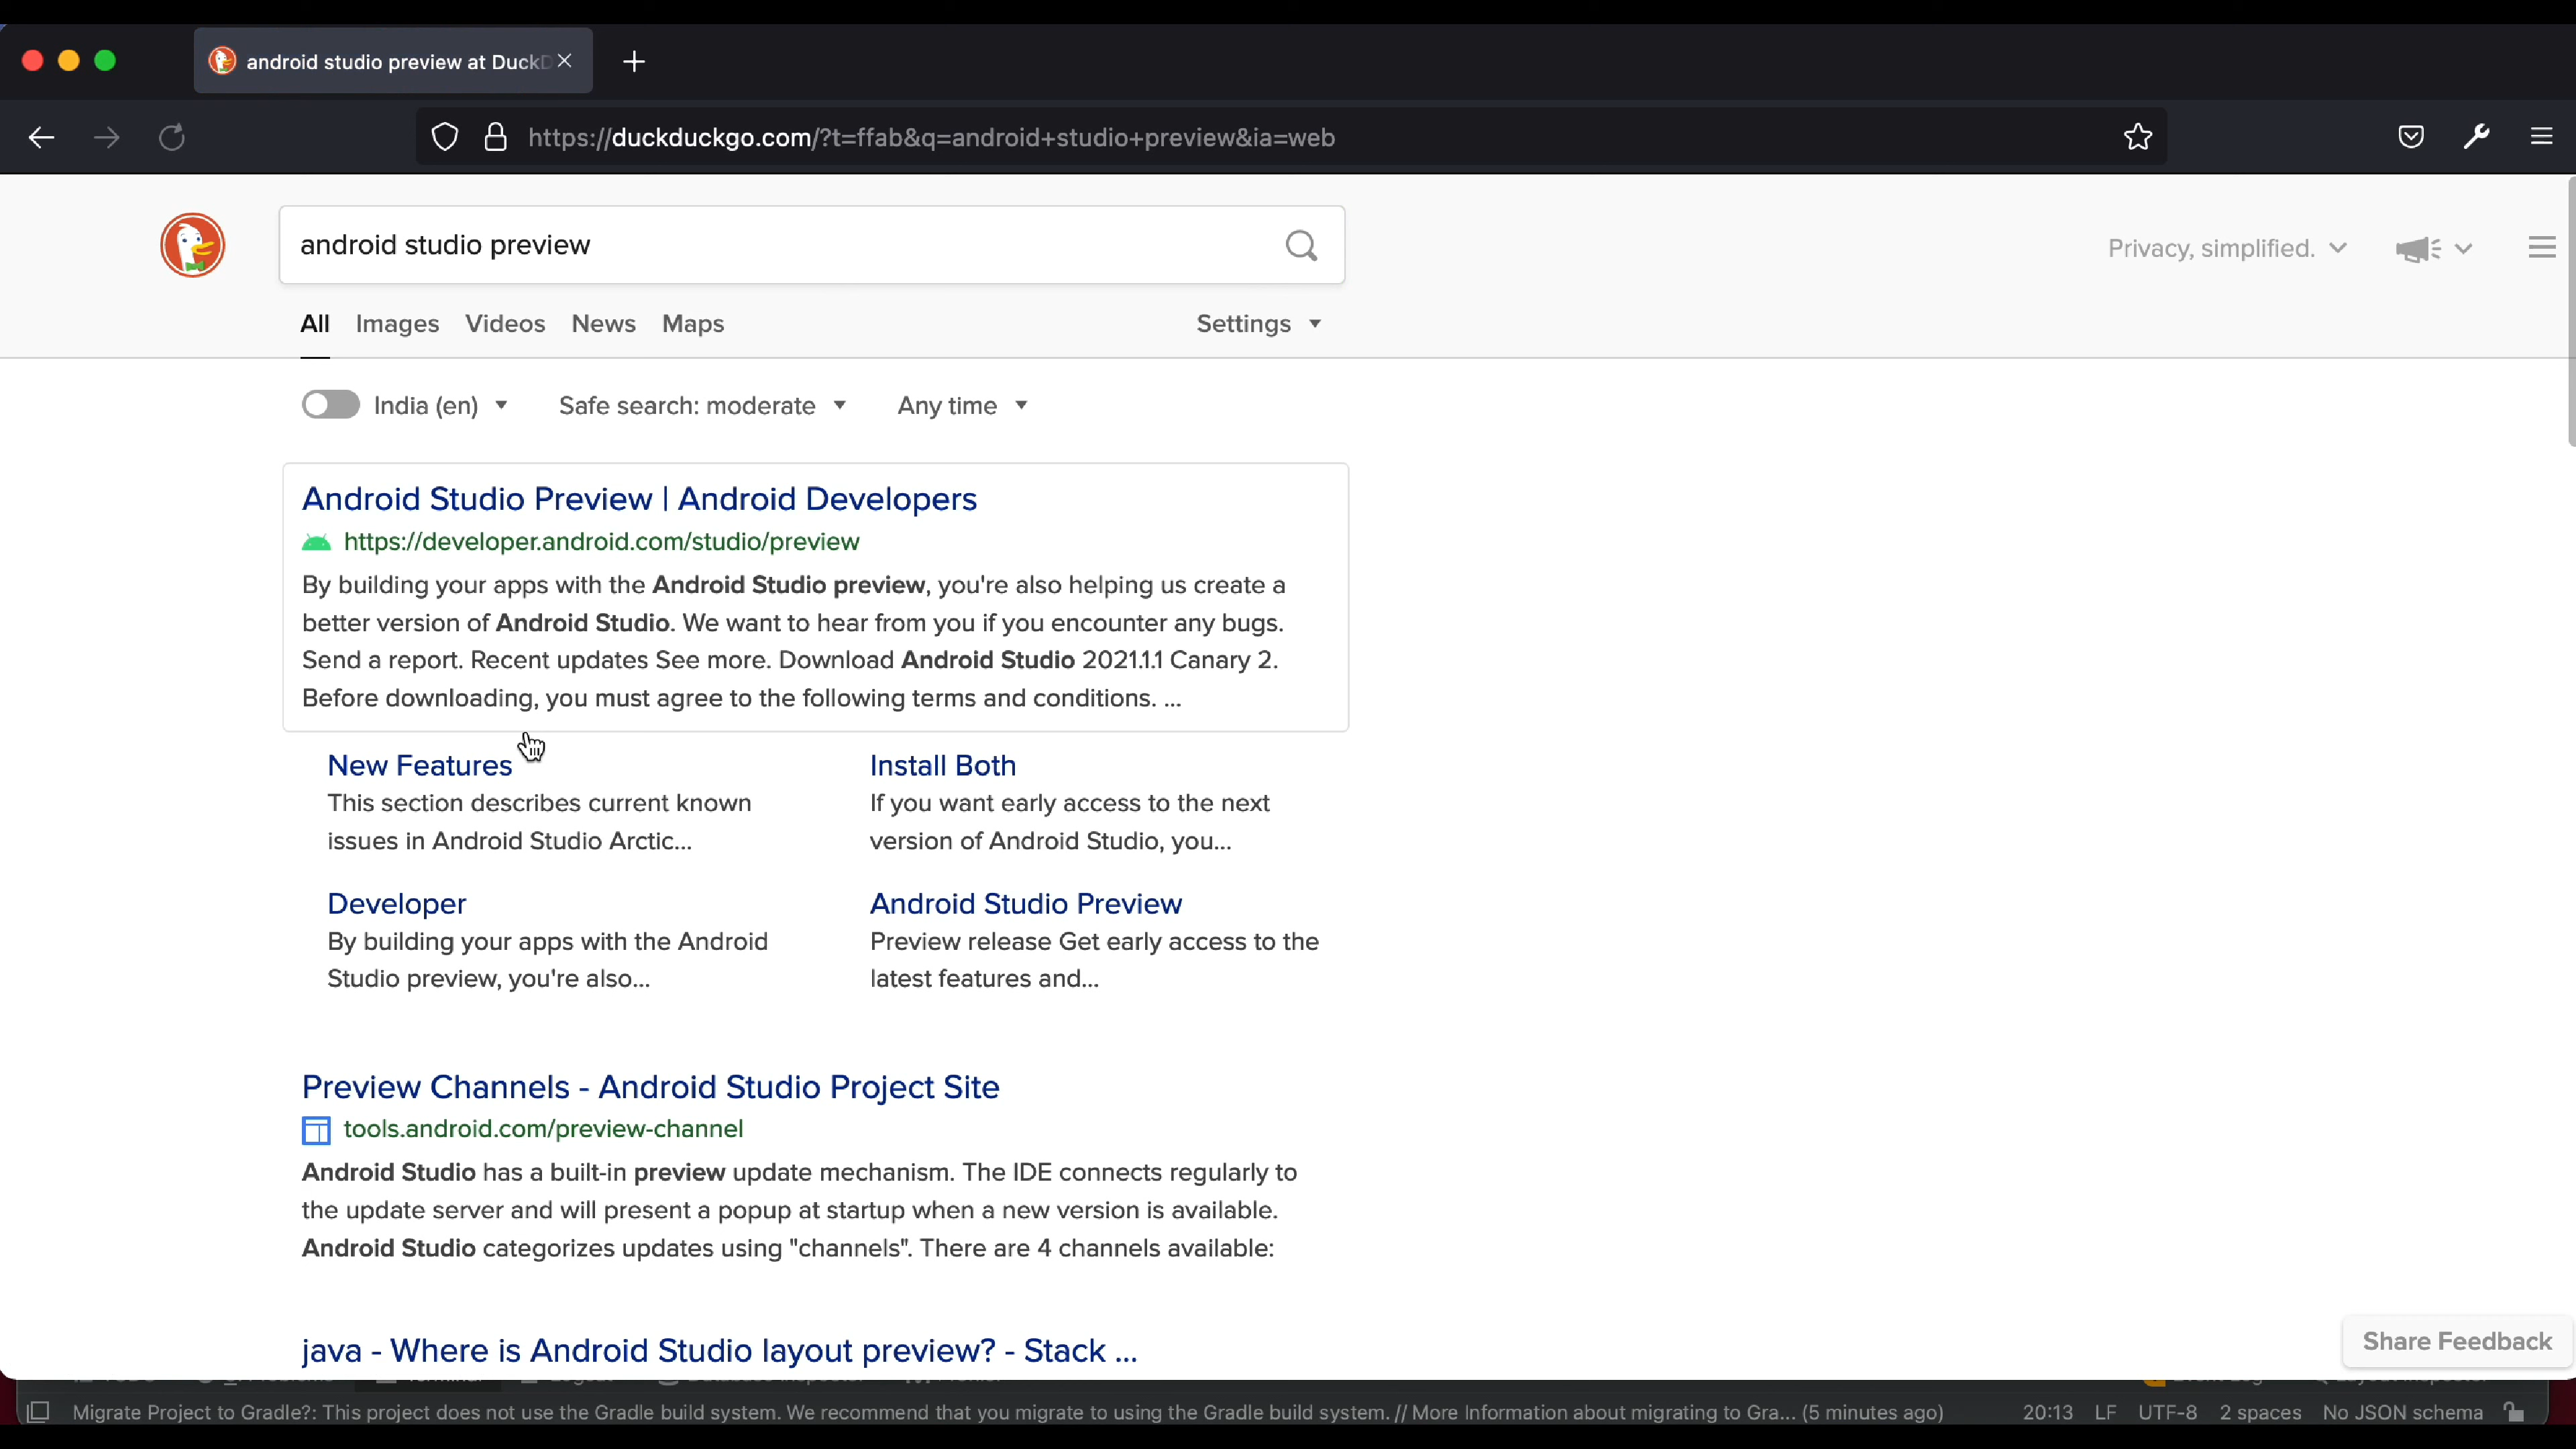 android studio preview at DuckD
https://duckduckgo.com/?t=ffab&q=android+studio+preview&ia=web
android studio preview
Privacy, simplified.
All Images Videos News Maps Settings
India (en) Safe search: moderate Any time
Android Studio Preview | Android Developers
https://developer.android.com/studio/preview
By building your apps with the Android Studio preview, you're also helping us create a
better version of Android Studio. We want to hear from you if you encounter any bugs.
Send a report. Recent updates See more. Download Android Studio 2021.1.1 Canary 2.
Before downloading, you must agree to the following terms and conditions. ...
New Features
This section describes current known
issues in Android Studio Arctic...
Install Both
If you want early access to the next
version of Android Studio, you...
Developer
By building your apps with the Android
Studio preview, you're also...
Android Studio Preview
Preview release Get early access to the
latest features and...
Preview Channels - Android Studio Project Site
tools.android.com/preview-channel
Android Studio has a built-in preview update mechanism. The IDE connects regularly to
the update server and will present a popup at startup when a new version is available.
Android Studio categorizes updates using "channels". There are 4 channels available:
java - Where is Android Studio layout preview? - Stack ...
Share Feedback
Migrate Project to Gradle?: This project does not use the Gradle build system. We recommend that you migrate to using the Gradle build system. // More Information about migrating to Gra... (5 minutes ago) 20:13 LF UTF-8 2 spaces No JSON schema